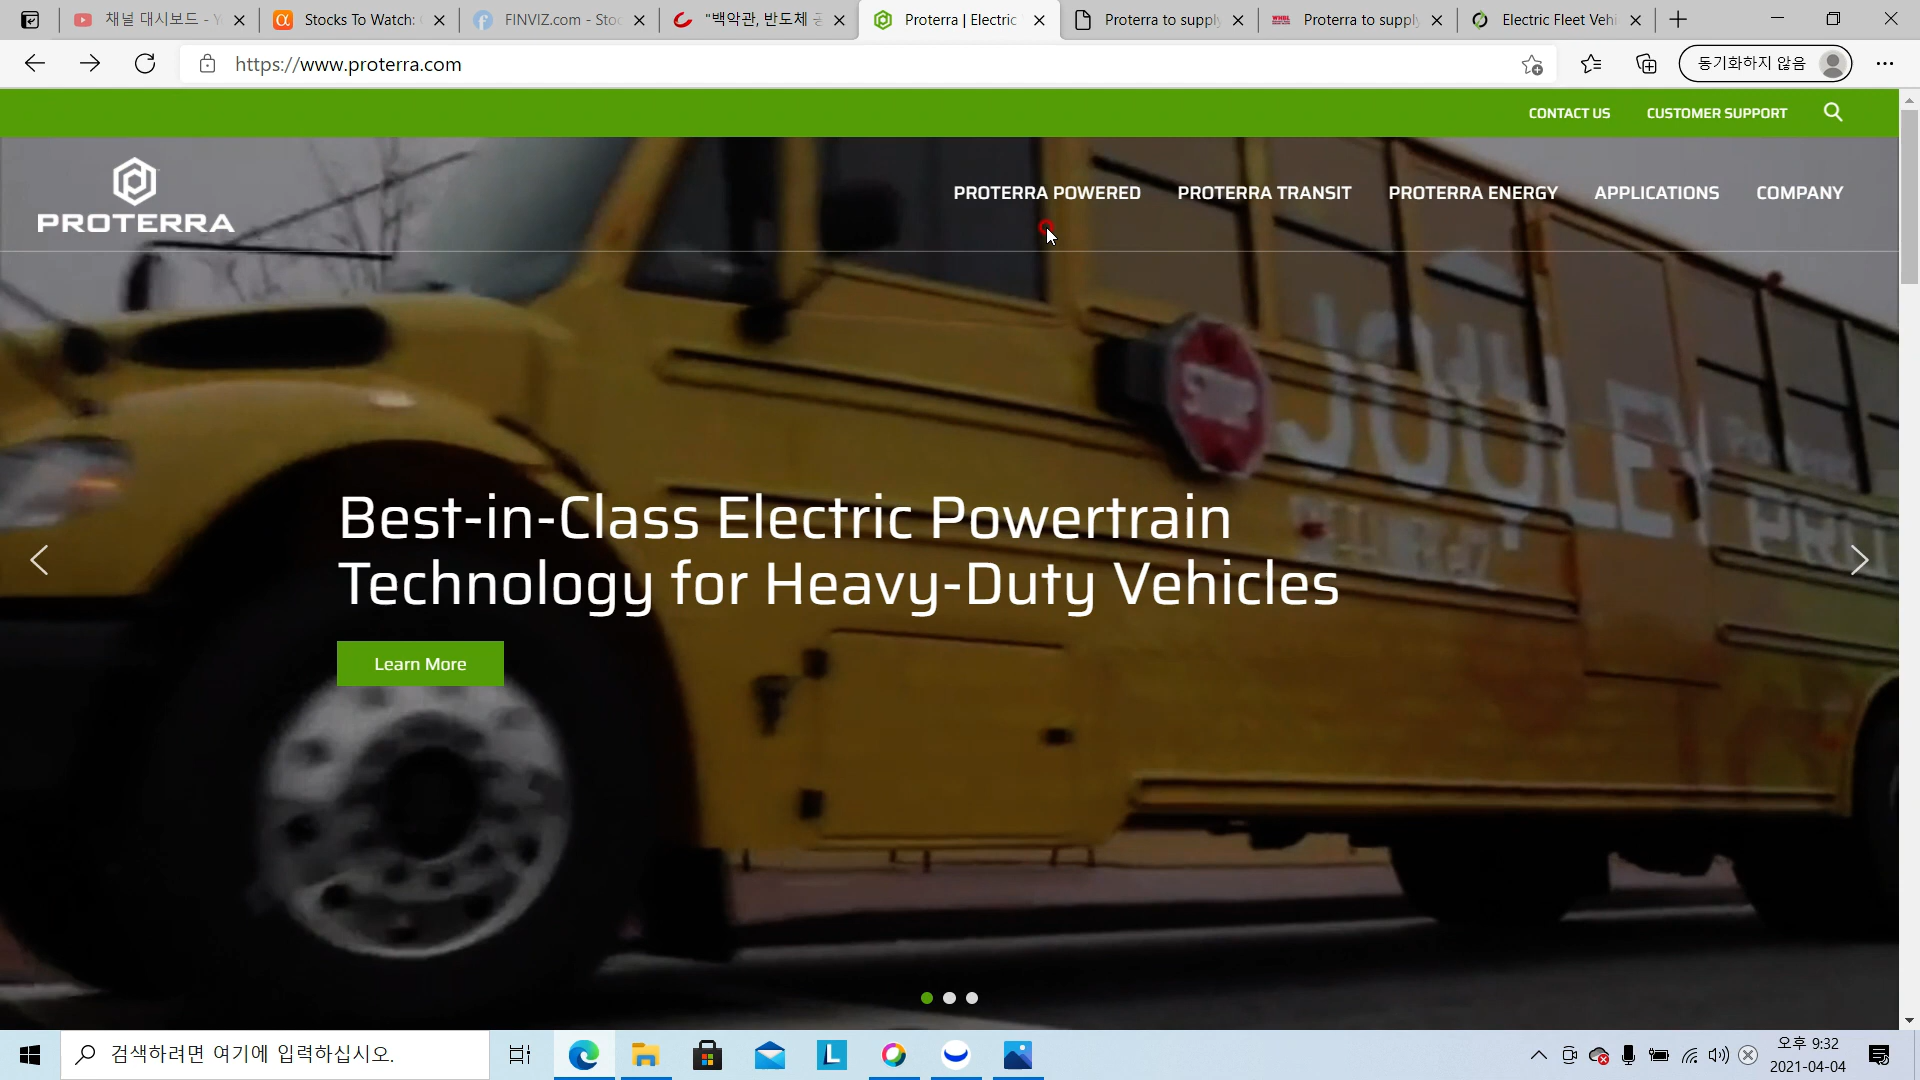 채널 대시보드 - Y
Stocks To Watch:
FINVIZ.com - Stoc
"백악관, 반도체 공
Proterra | Electric
Proterra to supply
Proterra to supply
Electric Fleet Vehi
https://www.proterra.com
동기화하지 않음
CONTACT US
CUSTOMER SUPPORT
PROTERRA
PROTERRA POWERED
PROTERRA TRANSIT
PROTERRA ENERGY
APPLICATIONS
COMPANY
STOP
Best-in-Class Electric Powertrain
Technology for Heavy-Duty Vehicles
Learn More
검색하려면 여기에 입력하십시오.
L
오후 9:32
2021-04-04